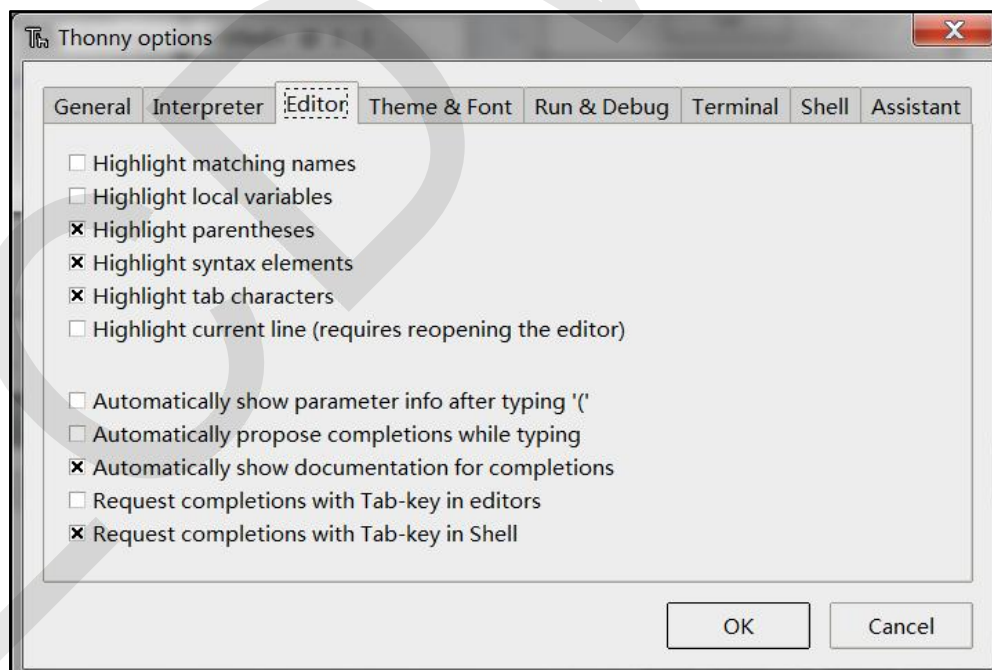 Thonny options
General Interpreter Editor Theme & Font Run & Debug Terminal Shell Assistant
Highlight matching names
Highlight local variables
Highlight parentheses
Highlight syntax elements
Highlight tab characters
Highlight current line (requires reopening the editor)
Automatically show parameter info after typing '('
Automatically propose completions while typing
Automatically show documentation for completions
Request completions with Tab-key in editors
Request completions with Tab-key in Shell
OK Cancel